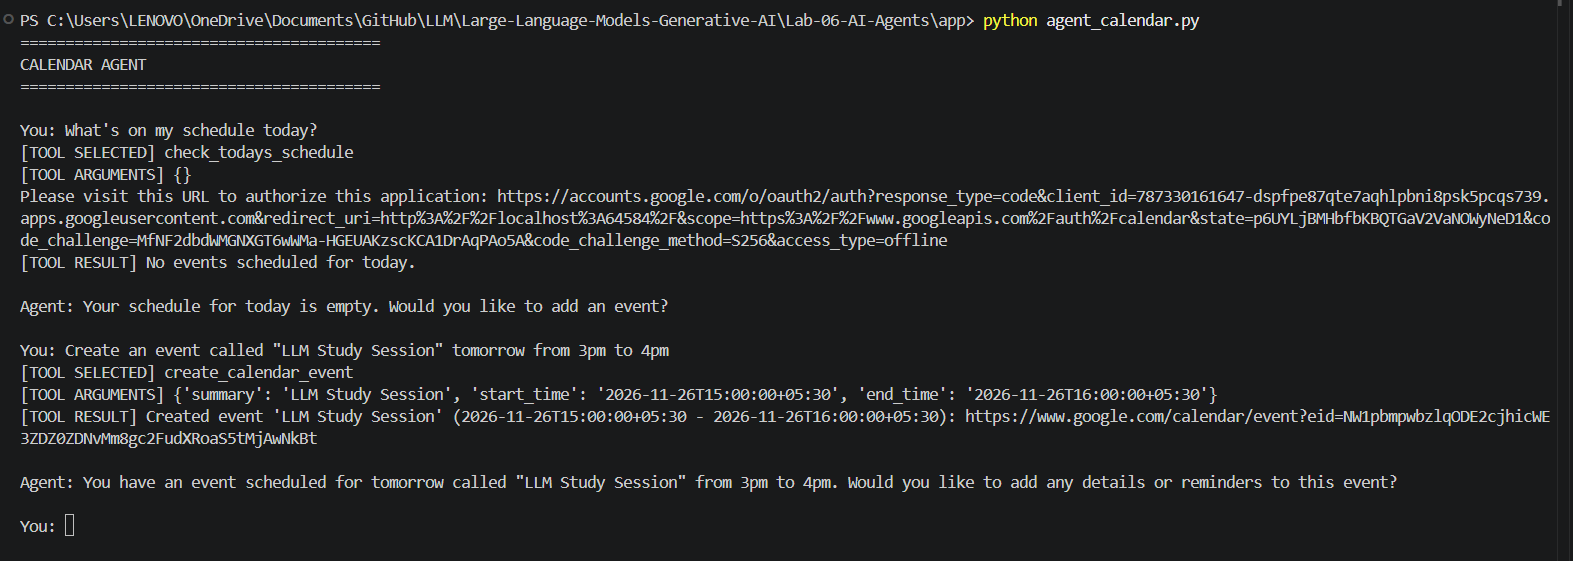 PS C:\Users\LENOVO\OneDrive\Documents\GitHub\LLM\Large-Language-Models-Generative-AI\Lab-06-AI-Agents\app> python agent_calendar.py
========================================
CALENDAR AGENT
========================================
You: What's on my schedule today?
[TOOL SELECTED] check_todays_schedule
[TOOL ARGUMENTS] {}
Please visit this URL to authorize this application: https://accounts.google.com/o/oauth2/auth?response_type=code&client_id=787330161647-dspfpe87qte7aqhlpbni8psk5pcqs739.
apps.googleusercontent.com&redirect_uri=http%3A%2F%2Flocalhost%3A64584%2F&scope=https%3A%2F%2Fwww.googleapis.com%2Fauth%2Fcalendar&state=p6UYLjBMHbfbKBQTGaV2VaNOWyNeD1&co
de_challenge=MfNF2dbdWMGNXGT6wWMa-HGEUAKzscKCA1DrAqPAo5A&code_challenge_method=S256&access_type=offline
[TOOL RESULT] No events scheduled for today.
Agent: Your schedule for today is empty. Would you like to add an event?
You: Create an event called "LLM Study Session" tomorrow from 3pm to 4pm
[TOOL SELECTED] create_calendar_event
[TOOL ARGUMENTS] {'summary': 'LLM Study Session', 'start_time': '2026-11-26T15:00:00+05:30', 'end_time': '2026-11-26T16:00:00+05:30'}
[TOOL RESULT] Created event 'LLM Study Session' (2026-11-26T15:00:00+05:30 - 2026-11-26T16:00:00+05:30): https://www.google.com/calendar/event?eid=NW1pbmpwbzlqODE2cjhicWE
3ZDZ0ZDNvMm8gc2FudXRoaS5tMjAwNkBt
Agent: You have an event scheduled for tomorrow called "LLM Study Session" from 3pm to 4pm. Would you like to add any details or reminders to this event?
You: